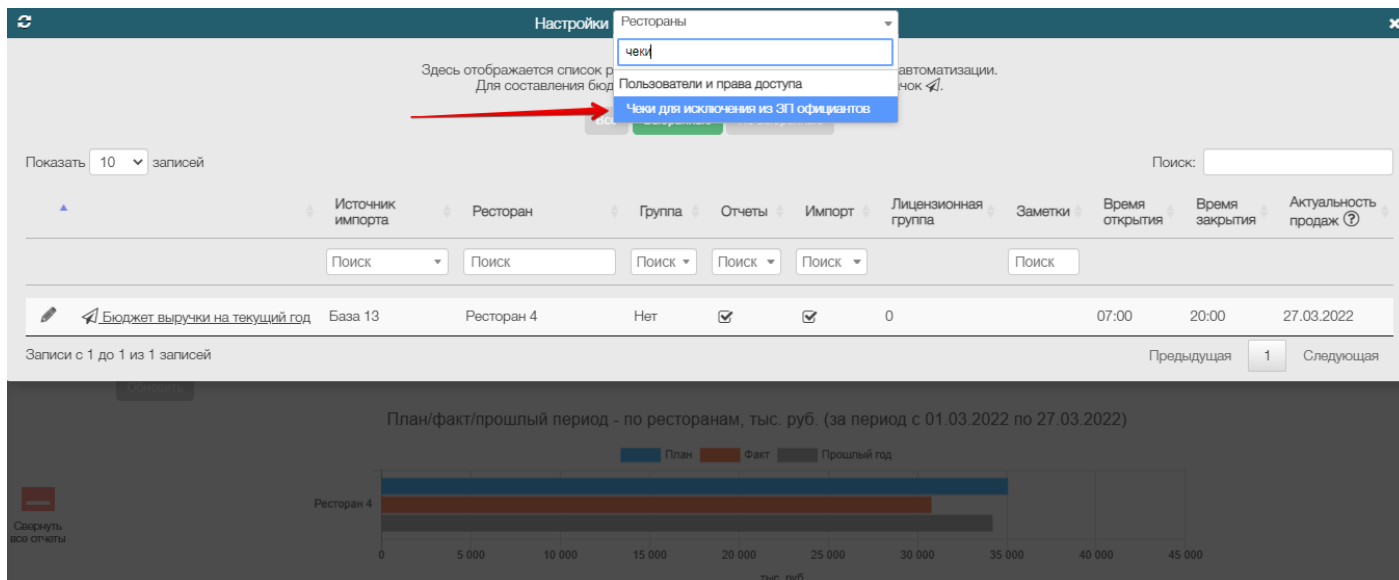 Настройки Рестораны
чеки
Пользователи и права доступа
Чеки для исключения из ЗП официантов
Здесь отображается список р автоматизации.
Для составления бюд чок
Показать 10 записей Поиск:
Источник импорта Ресторан Группа Отчеты Импорт Лицензионная группа Заметки Время открытия Время закрытия Актуальность продаж ?
Поиск Поиск Поиск Поиск Поиск Поиск
Бюджет выручки на текущий год База 13 Ресторан 4 Нет 0 07:00 20:00 27.03.2022
Записи с 1 до 1 из 1 записей Предыдущая 1 Следующая
Обновить
План/факт/прошлый период - по ресторанам, тыс. руб. (за период с 01.03.2022 по 27.03.2022)
План Факт Прошлый год
Ресторан 4
Свернуть
все отчеты
0 5 000 10 000 15 000 20 000 25 000 30 000 35 000 40 000 45 000
тыс. руб.